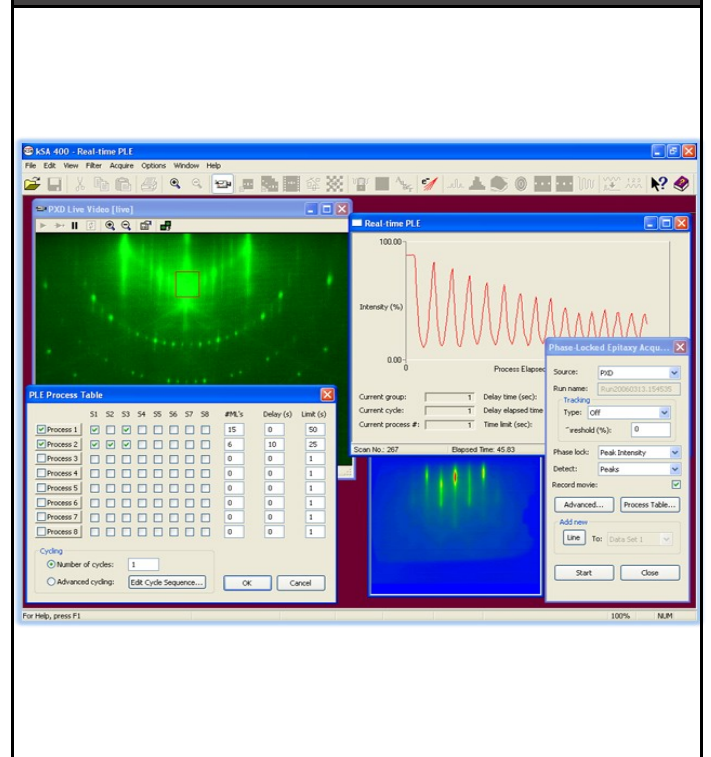 kSA 400 - Real-time PLE
File Edit View Filter Acquire Options Window Help
PXD Live Video [live]
Real-time PLE
100.00
Intensity (%)
0.00
0
Process Elapsed
Current group: 1 Delay time (sec):
Current cycle: 1 Delay elapsed time
Current process #: 1 Time limit (sec):
Scan No.: 267 Elapsed Time: 45.83
Phase-Locked Epitaxy Acqu...
Source: PXD
Run name: Run20060313.154535
Tracking
Type: Off
Threshold (%): 0
Phase lock: Peak Intensity
Detect: Peaks
Record movie:
Advanced... Process Table...
Add new
Line To: Data Set 1
Start Close
PLE Process Table
S1 S2 S3 S4 S5 S6 S7 S8 #ML's Delay (s) Limit (s)
Process 1 15 0 50
Process 2 6 10 25
Process 3 0 0 1
Process 4 0 0 1
Process 5 0 0 1
Process 6 0 0 1
Process 7 0 0 1
Process 8 0 0 1
Cycling
Number of cycles: 1
Advanced cycling: Edit Cycle Sequence... OK Cancel
For Help, press F1 100% NUM